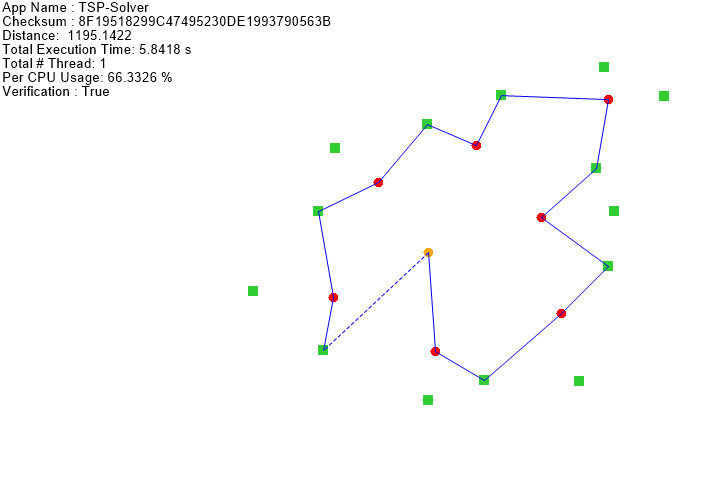 App Name : TSP-Solver
Checksum : 8F19518299C47495230DE1993790563B
Distance:  1195.1422
Total Execution Time: 5.8418 s
Total # Thread: 1
Per CPU Usage: 66.3326 %
Verification : True